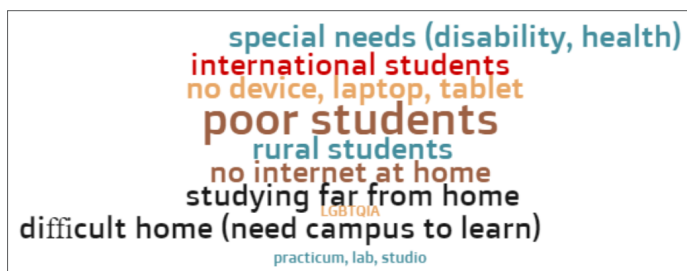 special needs (disability, health)
international students
no device, laptop, tablet
poor students
rural students
no internet at home
studying far from home
LGBTQIA
difficult home (need campus to learn)
practicum, lab, studio